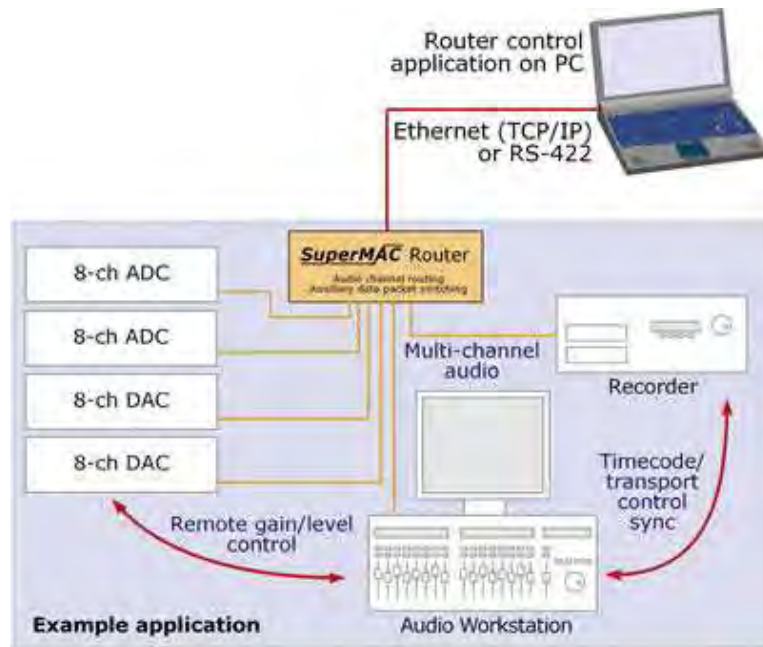 Router control
application on PC
Ethernet (TCP/IP)
or RS-422
SuperMAC Router
Audio channel routing
Auxiliary data packet switching
8-ch ADC
8-ch ADC
8-ch DAC
8-ch DAC
Multi-channel
audio
Recorder
Timecode/
transport
control
sync
Remote gain/level
control
Example application
Audio Workstation